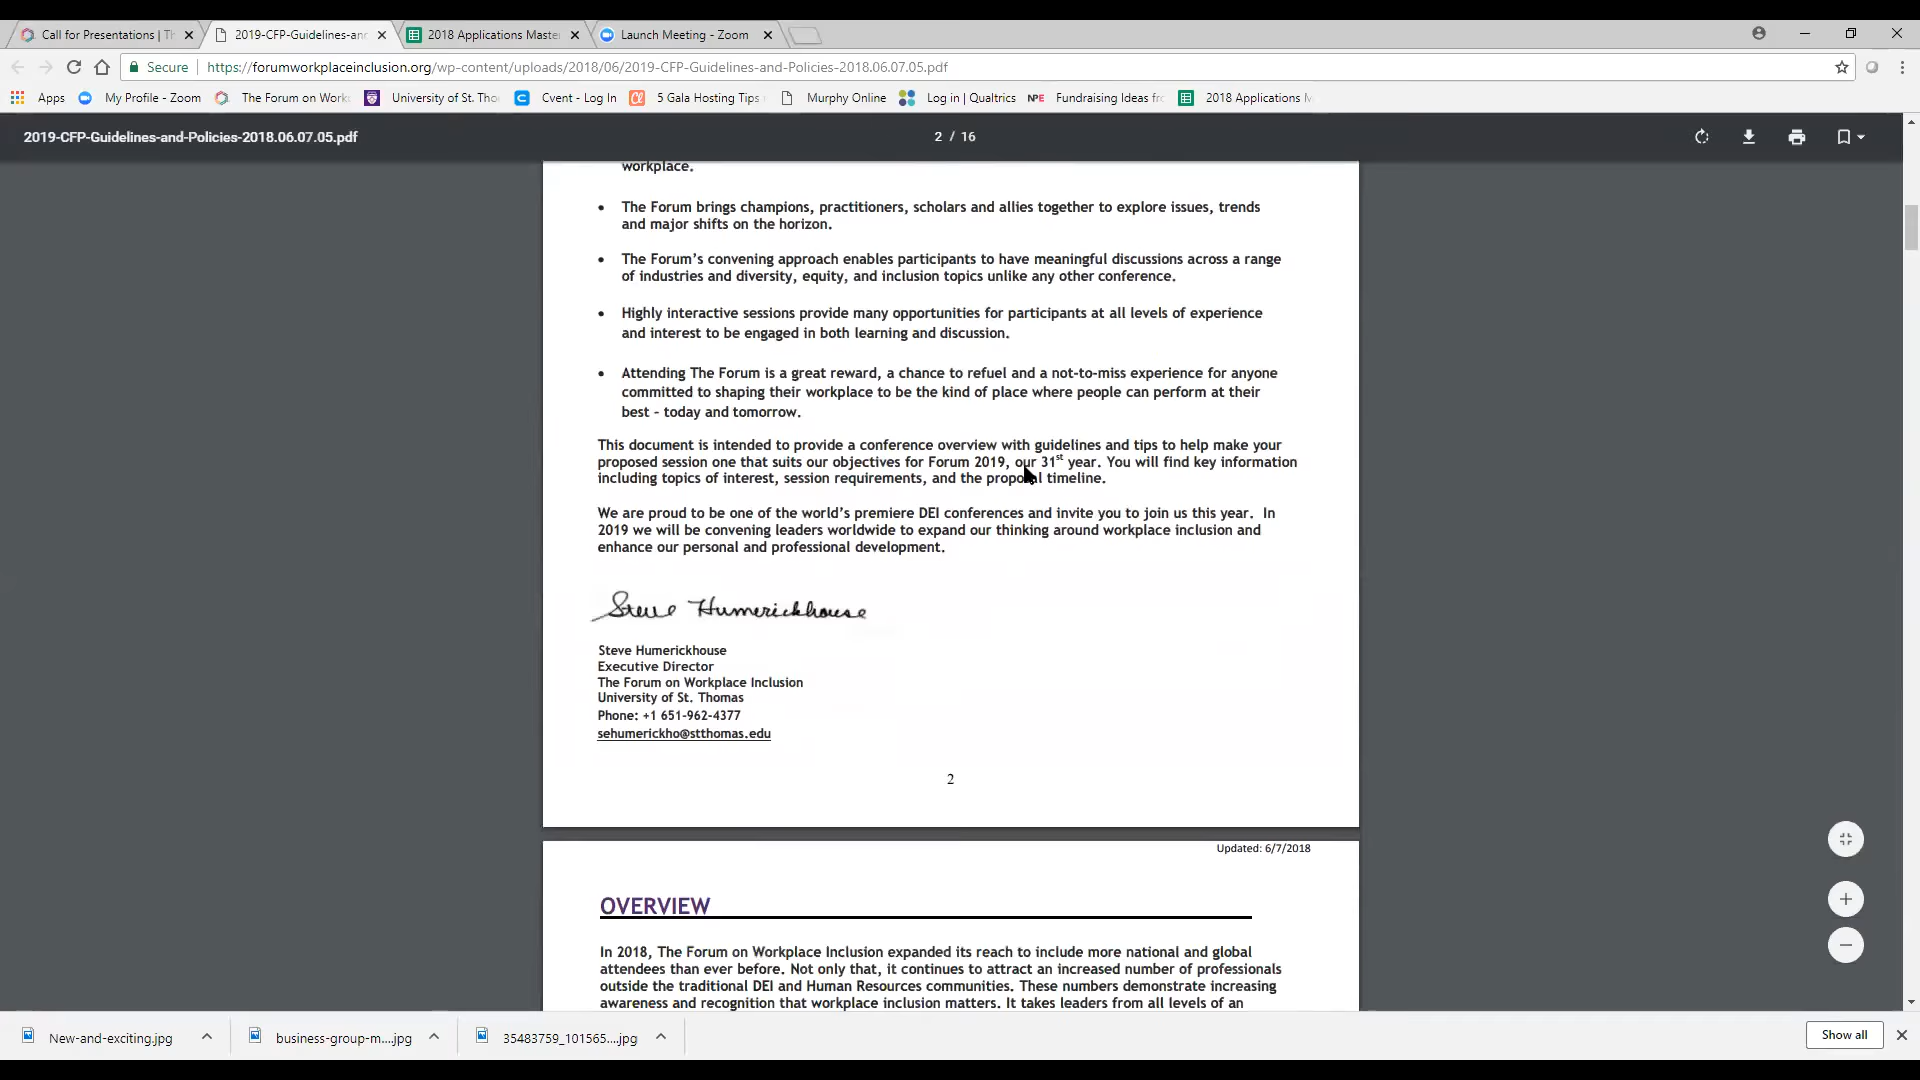 Call for Presentations | Th
2019-CFP-Guidelines-an
2018 Applications Master
Launch Meeting - Zoom
Secure
https://forumworkplaceinclusion.org/wp-content/uploads/2018/06/2019-CFP-Guidelines-and-Policies-2018.06.07.05.pdf
Apps
My Profile - Zoom
The Forum on Work
University of St. Tho
Cvent - Log In
5 Gala Hosting Tips
Murphy Online
Log in | Qualtrics
NPE
Fundraising Ideas fr
2018 Applications M
2019-CFP-Guidelines-and-Policies-2018.06.07.05.pdf
2 / 16
workplace.
• The Forum brings champions, practitioners, scholars and allies together to explore issues, trends
and major shifts on the horizon.
• The Forum's convening approach enables participants to have meaningful discussions across a range
of industries and diversity, equity, and inclusion topics unlike any other conference.
• Highly interactive sessions provide many opportunities for participants at all levels of experience
and interest to be engaged in both learning and discussion.
• Attending The Forum is a great reward, a chance to refuel and a not-to-miss experience for anyone
committed to shaping their workplace to be the kind of place where people can perform at their
best – today and tomorrow.
This document is intended to provide a conference overview with guidelines and tips to help make your
proposed session one that suits our objectives for Forum 2019, our 31st year. You will find key information
including topics of interest, session requirements, and the proposal timeline.
We are proud to be one of the world's premiere DEI conferences and invite you to join us this year. In
2019 we will be convening leaders worldwide to expand our thinking around workplace inclusion and
enhance our personal and professional development.
Steve Humerickhouse
Steve Humerickhouse
Executive Director
The Forum on Workplace Inclusion
University of St. Thomas
Phone: +1 651-962-4377
sehumerickho@stthomas.edu
2
Updated: 6/7/2018
OVERVIEW
In 2018, The Forum on Workplace Inclusion expanded its reach to include more national and global
attendees than ever before. Not only that, it continues to attract an increased number of professionals
outside the traditional DEI and Human Resources communities. These numbers demonstrate increasing
awareness and recognition that workplace inclusion matters. It takes leaders from all levels of an
New-and-exciting.jpg
business-group-m....jpg
35483759_101565....jpg
Show all